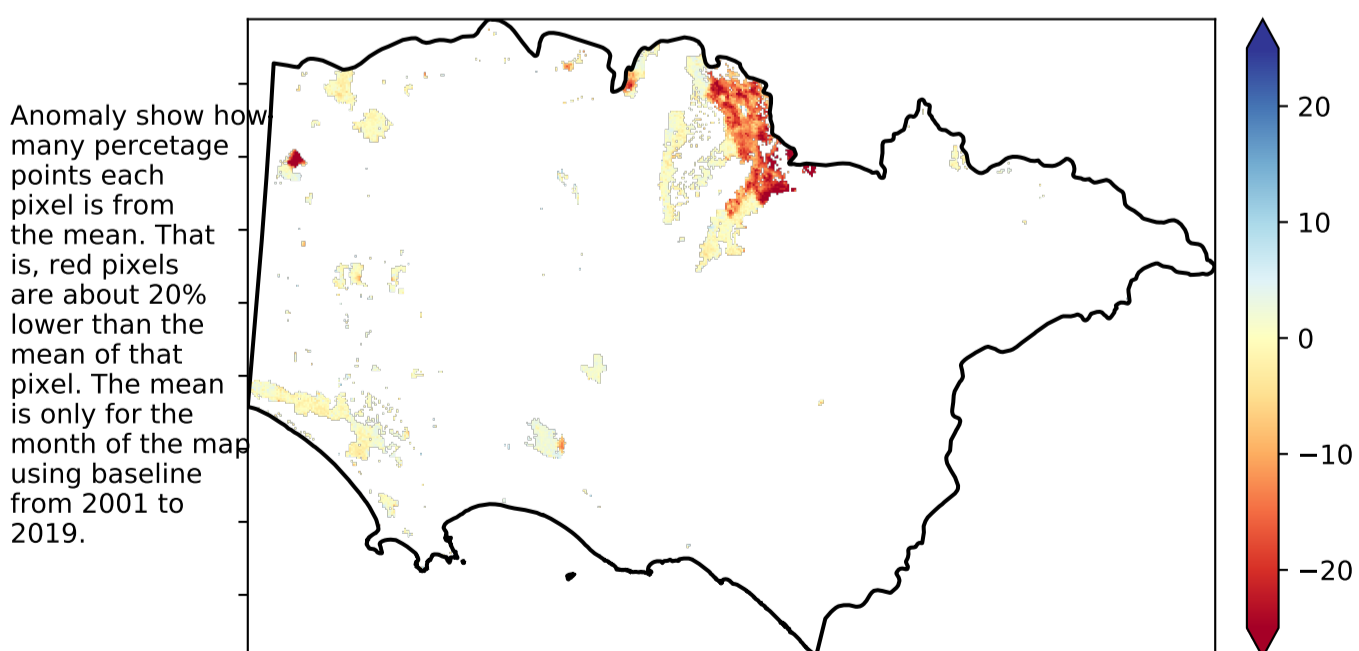 Anomaly show how
many percetage
points each
pixel is from
the mean. That
is, red pixels
are about 20%
lower than the
mean of that
pixel. The mean
is only for the
month of the map
using baseline
from 2001 to
2019.
20
10
0
−10
−20